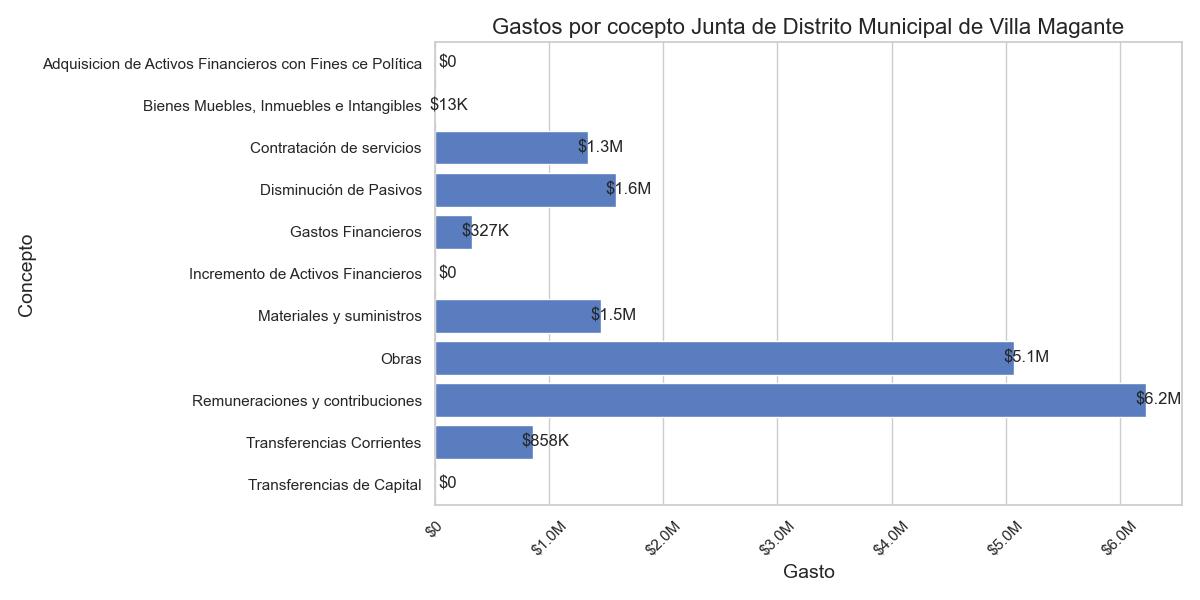 Gastos por cocepto Junta de Distrito Municipal de Villa Magante
Adquisicion de Activos Financieros con Fines ce Política $0
Bienes Muebles, Inmuebles e Intangibles $13K
Contratación de servicios $1.3M
Disminución de Pasivos $1.6M
Gastos Financieros $327K
Incremento de Activos Financieros $0
Materiales y suministros $1.5M
Obras $5.1M
Remuneraciones y contribuciones $6.2M
Transferencias Corrientes $858K
Transferencias de Capital $0
Concepto
$0 $1.0M $2.0M $3.0M $4.0M $5.0M $6.0M
Gasto